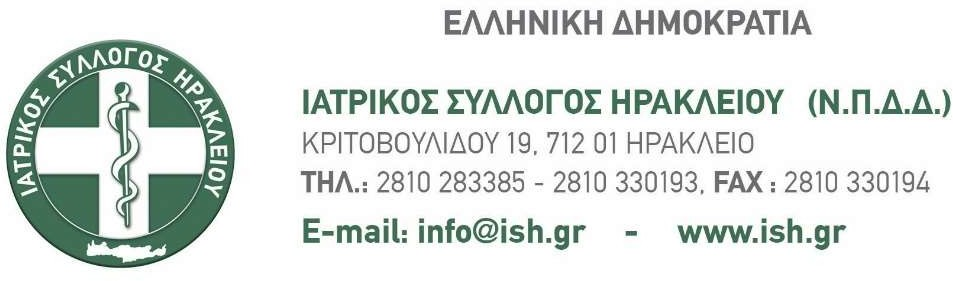 ΕΛΛΗΝΙΚΗ ΔΗΜΟΚΡΑΤΙΑ
ΙΑΤΡΙΚΟΣ ΣΥΛΛΟΓΟΣ ΗΡΑΚΛΕΙΟΥ
ΙΑΤΡΙΚΟΣ ΣΥΛΛΟΓΟΣ ΗΡΑΚΛΕΙΟΥ (Ν.Π.Δ.Δ.)
ΚΡΙΤΟΒΟΥΛΙΔΟΥ 19, 712 01 ΗΡΑΚΛΕΙΟ
ΤΗΛ.: 2810 283385 - 2810 330193, FAX : 2810 330194
E-mail: info@ish.gr - www.ish.gr